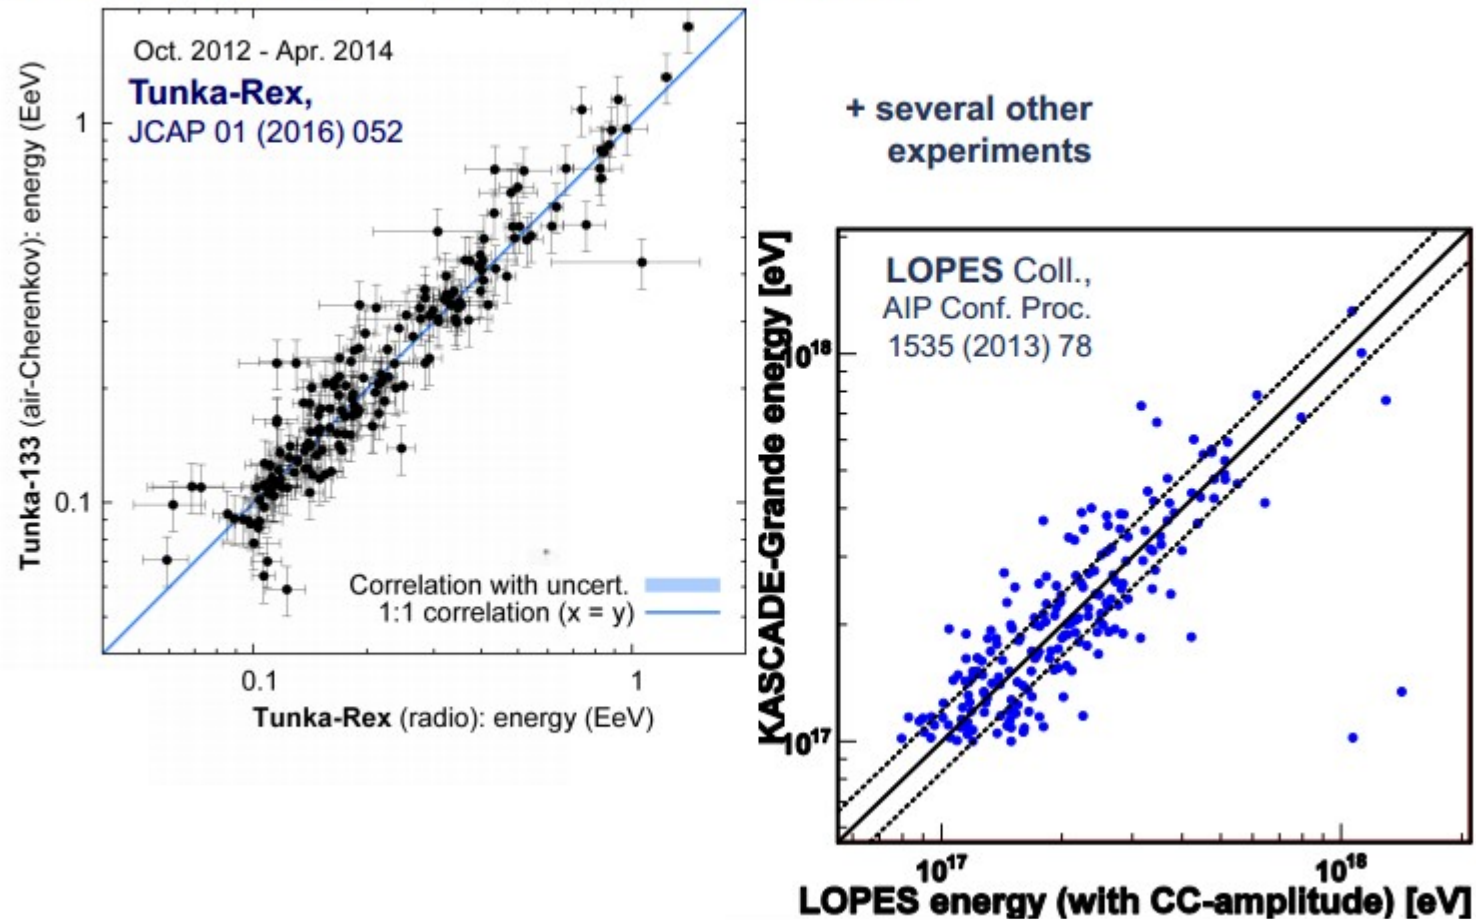 Oct. 2012 - Apr. 2014
Tunka-Rex,
JCAP 01 (2016) 052
Tunka-133 (air-Cherenkov): energy (EeV)
1
0.1
Correlation with uncert.
1:1 correlation (x = y)
0.1
1
Tunka-Rex (radio): energy (EeV)
+ several other
experiments
LOPES Coll.,
AIP Conf. Proc.
1535 (2013) 78
KASCADE-Grande energy [eV]
10¹⁸
10¹⁷
10¹⁷
10¹⁸
LOPES energy (with CC-amplitude) [eV]